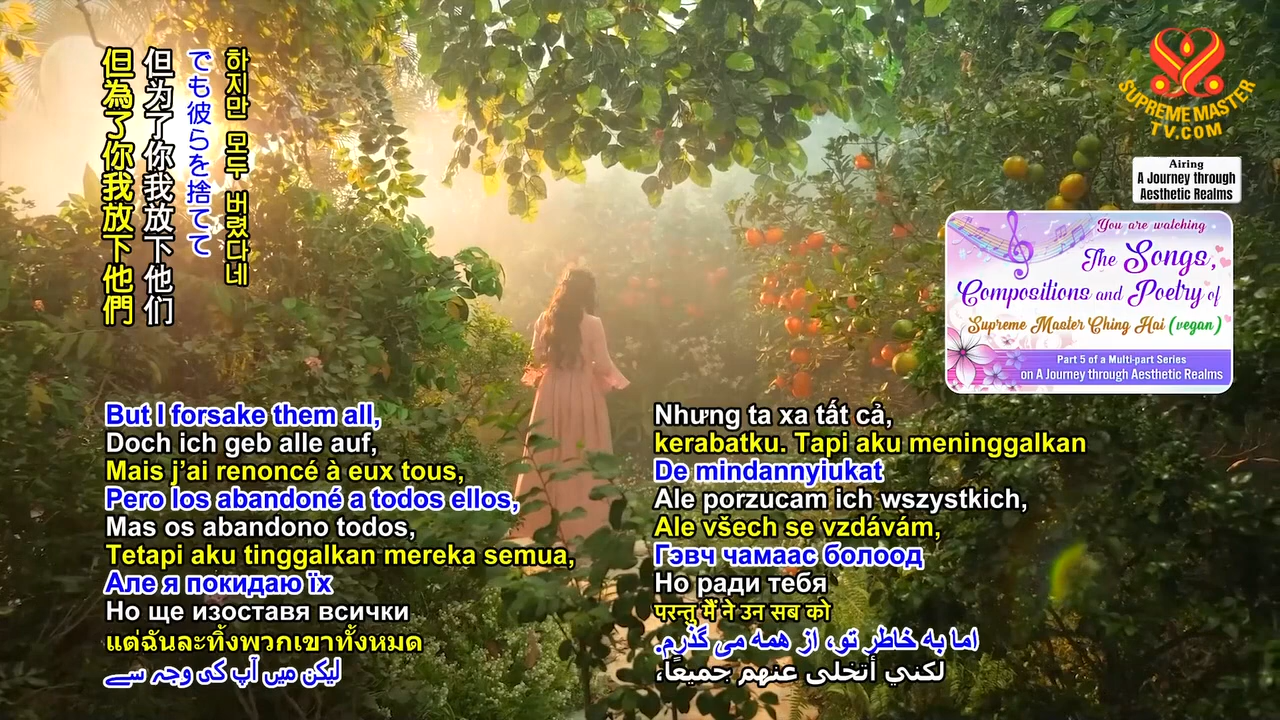 但為了你我放下他們
但为了你我放下他们
でも彼らを捨てて
하지만 모두 버렸다네
SUPREME MASTER
TV.COM
Airing
A Journey through
Aesthetic Realms
You are watching
The Songs,
Compositions and Poetry of
Supreme Master Ching Hai (vegan)
Part 5 of a Multi-part Series
on A Journey through Aesthetic Realms
But I forsake them all,
Doch ich geb alle auf,
Mais j’ai renoncé à eux tous,
Pero los abandoné a todos ellos,
Mas os abandono todos,
Tetapi aku tinggalkan mereka semua,
Але я покидаю їх
Но ще изоставя всички
แต่ฉันละทิ้งพวกเขาทั้งหมด
لیکن میں آپ کی وجہ سے
Nhưng ta xa tất cả,
kerabatku. Tapi aku meninggalkan
De mindannyiukat
Ale porzucam ich wszystkich,
Ale všech se vzdávám,
Гэвч чамаас болоод
Но ради тебя
परन्तु मैं ने उन सब को
اما به خاطر تو، از همه می گذرم.
لكني أتخلى عنهم جميعًا،